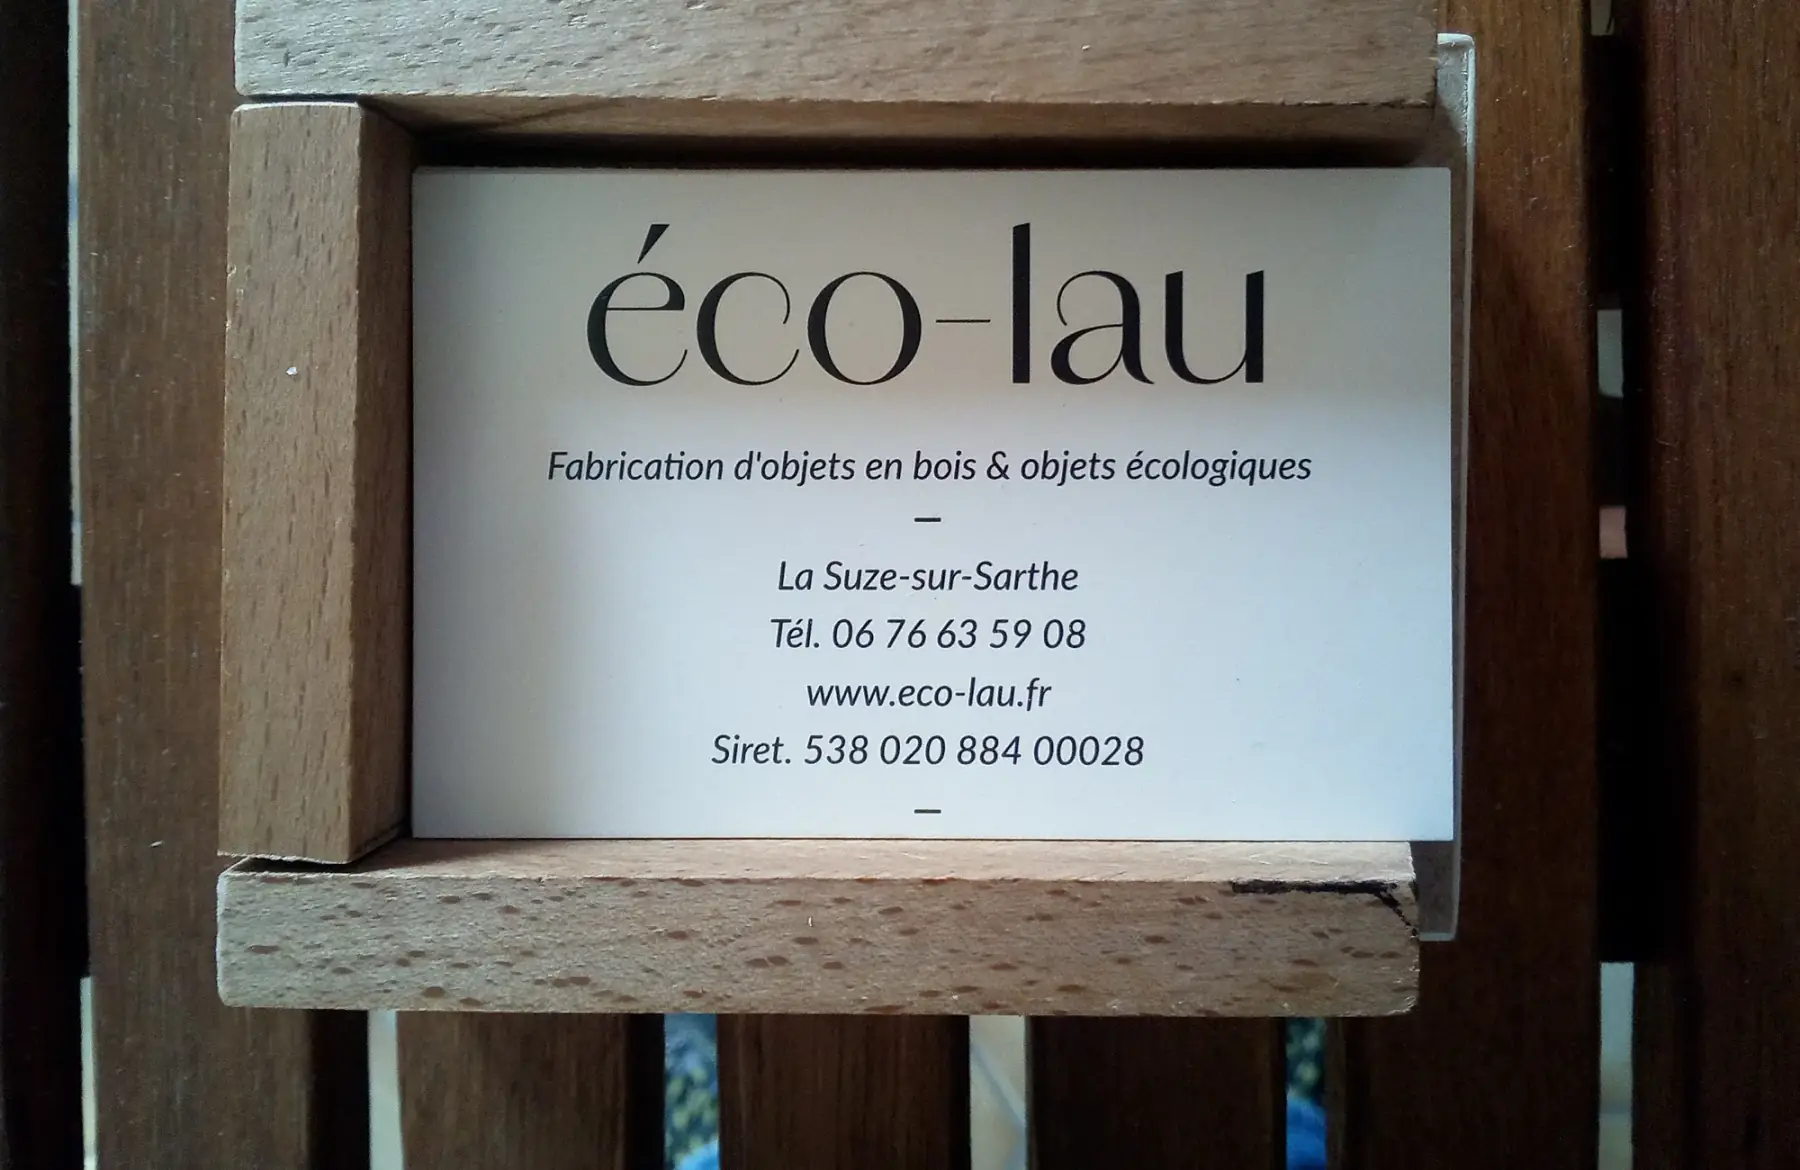 éco-lau
Fabrication d'objets en bois & objets écologiques
–
La Suze-sur-Sarthe
Tél. 06 76 63 59 08
www.eco-lau.fr
Siret. 538 020 884 00028
–